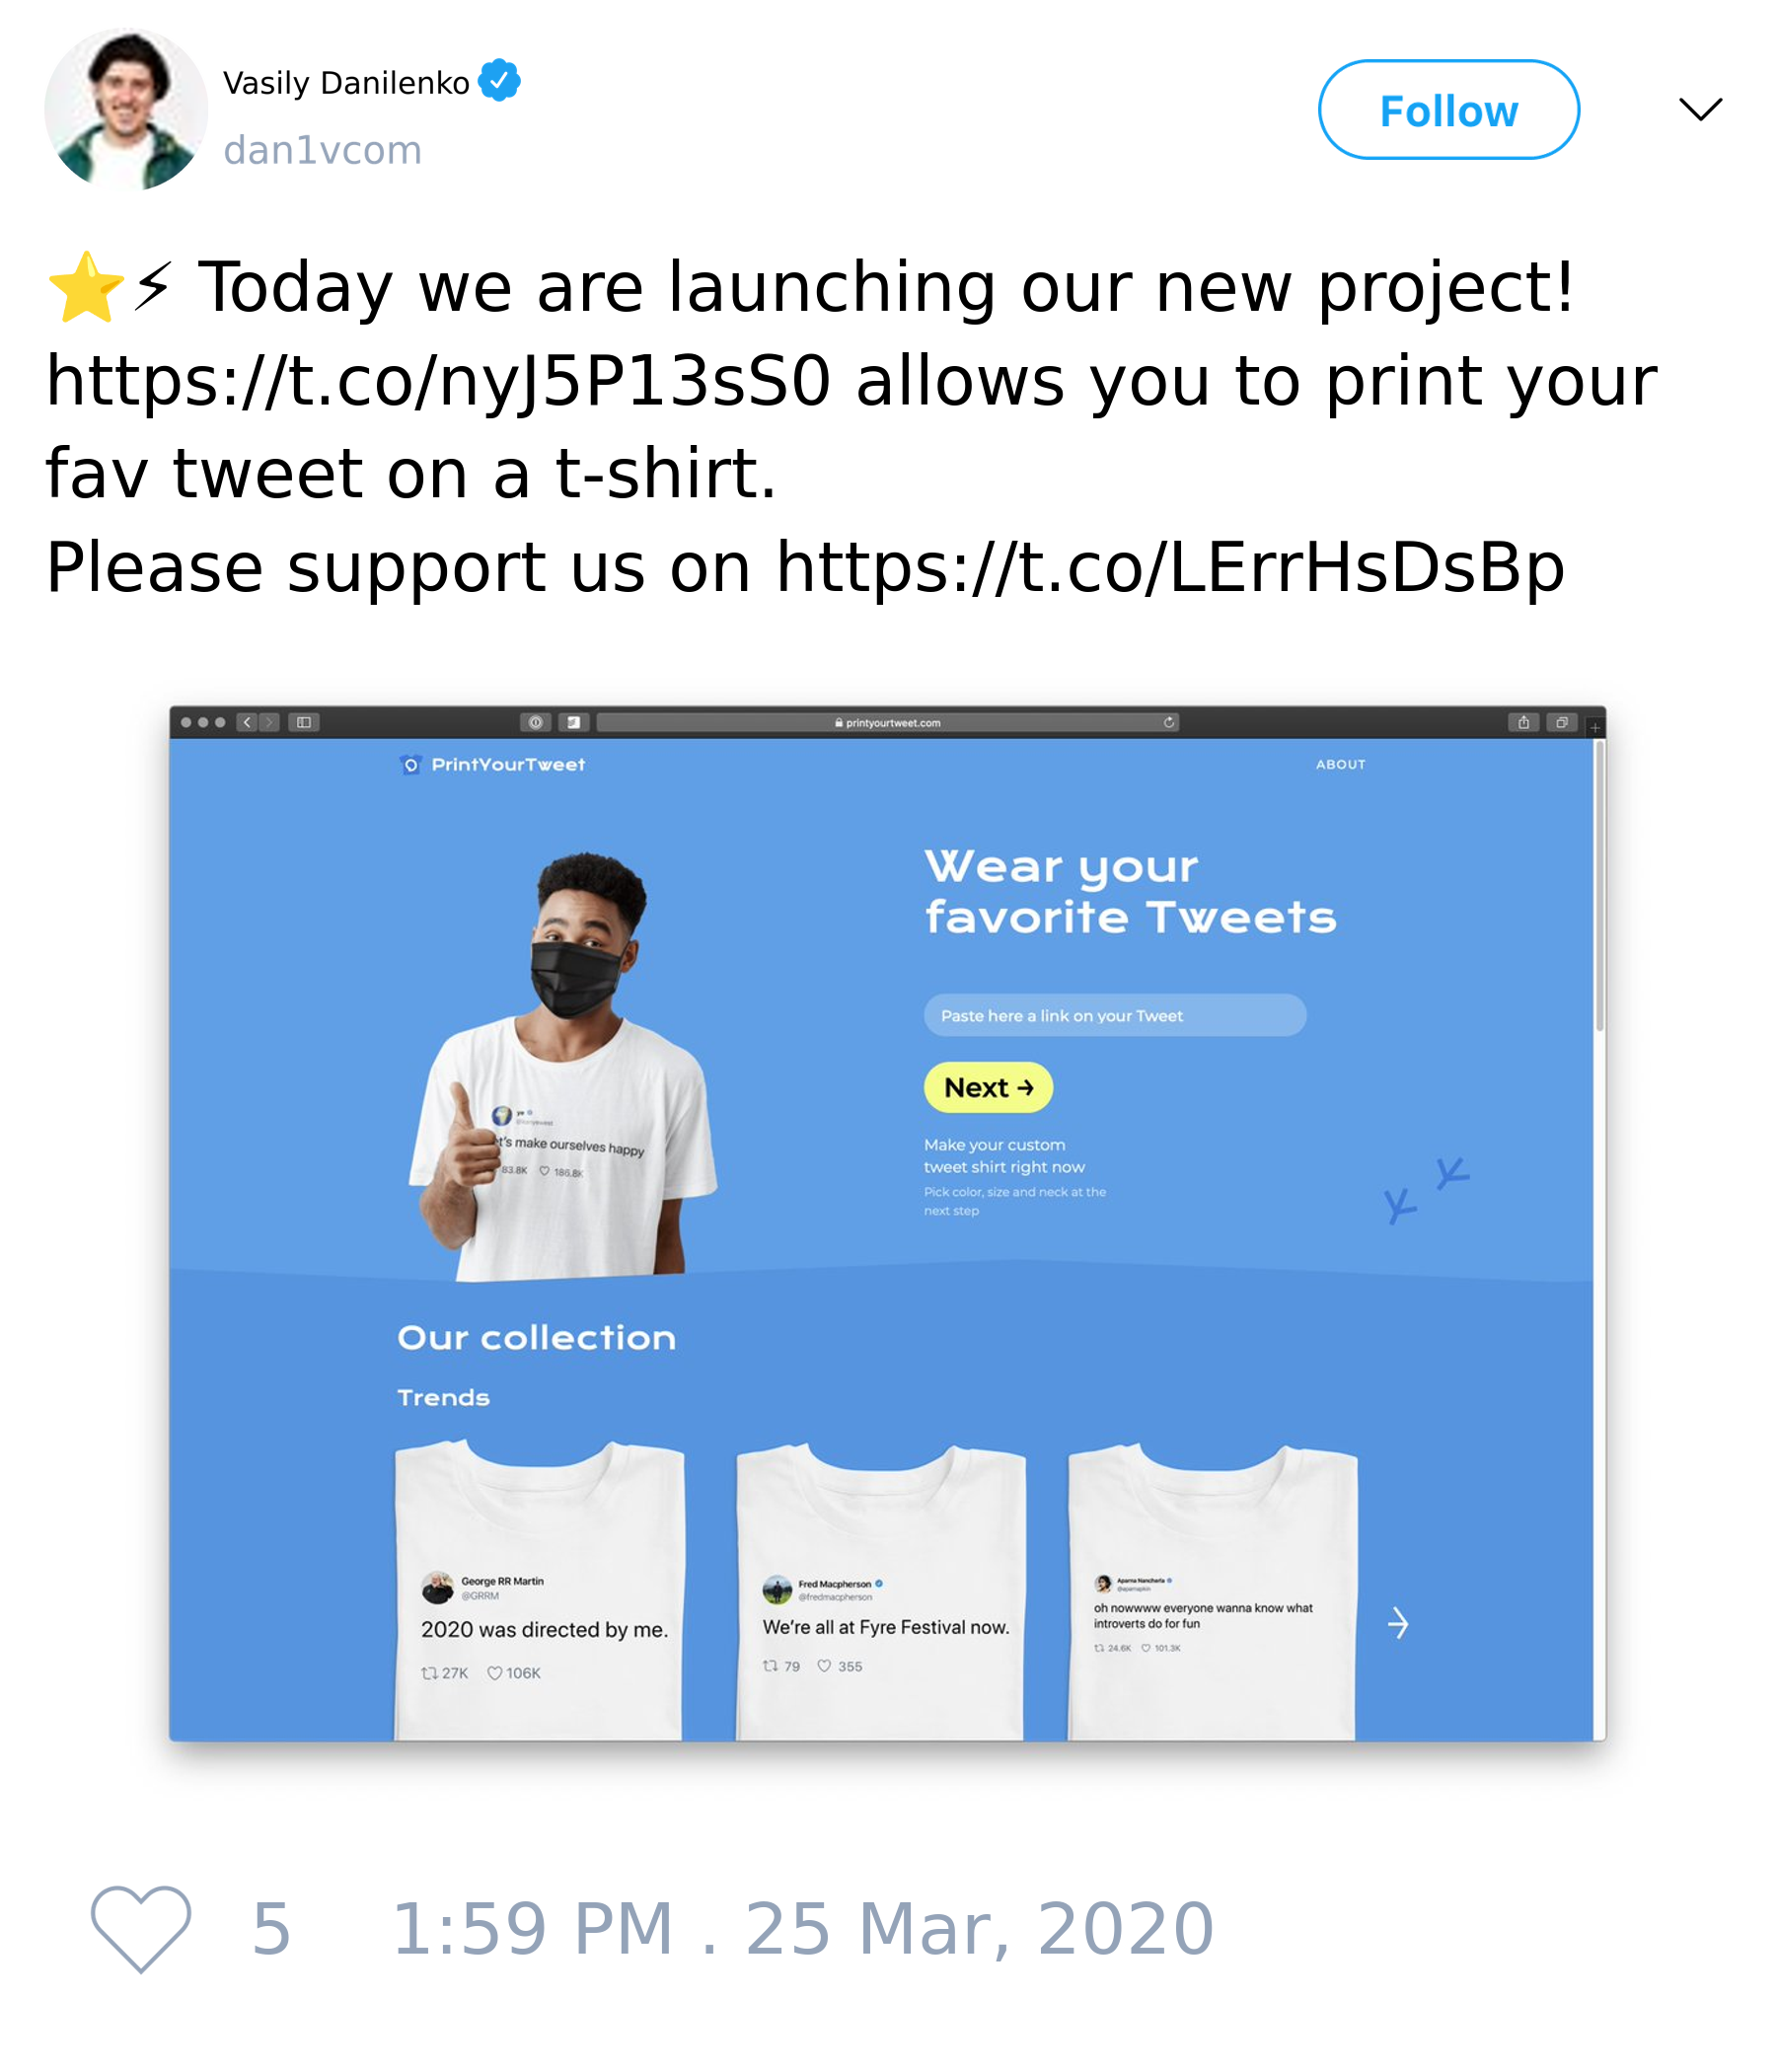 Vasily Danilenko
dan1vcom
Follow
⭐⚡ Today we are launching our new project!
https://t.co/nyJ5P13sS0 allows you to print your
fav tweet on a t-shirt.
Please support us on https://t.co/LErrHsDsBp
printyourtweet.com
PrintYourTweet
ABOUT
Wear your
favorite Tweets
Paste here a link on your Tweet
Next →
Make your custom
tweet shirt right now
Pick color, size and neck at the
next step
ye
@kanyewest
t's make ourselves happy
83.8K 186.8K
Our collection
Trends
George RR Martin
@GRRM
2020 was directed by me.
27K 106K
Fred Macpherson
@fredmacpherson
We're all at Fyre Festival now.
79 355
Aparna Nancherla
@aparnapkin
oh nowwww everyone wanna know what
introverts do for fun
24.6K 101.3K
5 1:59 PM . 25 Mar, 2020